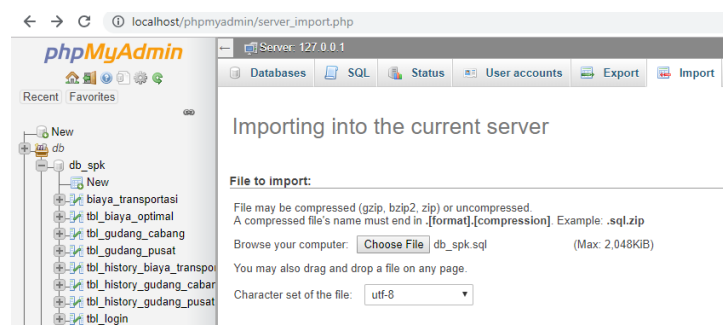 localhost/phpmyadmin/server_import.php
phpMyAdmin
Server: 127.0.0.1
Databases SQL Status User accounts Export Import
Recent Favorites
New
db
db_spk
New
biaya_transportasi
tbl_biaya_optimal
tbl_gudang_cabang
tbl_gudang_pusat
tbl_history_biaya_transpo
tbl_history_gudang_cabar
tbl_history_gudang_pusat
tbl_login
Importing into the current server
File to import:
File may be compressed (gzip, bzip2, zip) or uncompressed.
A compressed file's name must end in .[format].[compression]. Example: .sql.zip
Browse your computer: Choose File db_spk.sql (Max: 2,048KiB)
You may also drag and drop a file on any page.
Character set of the file: utf-8